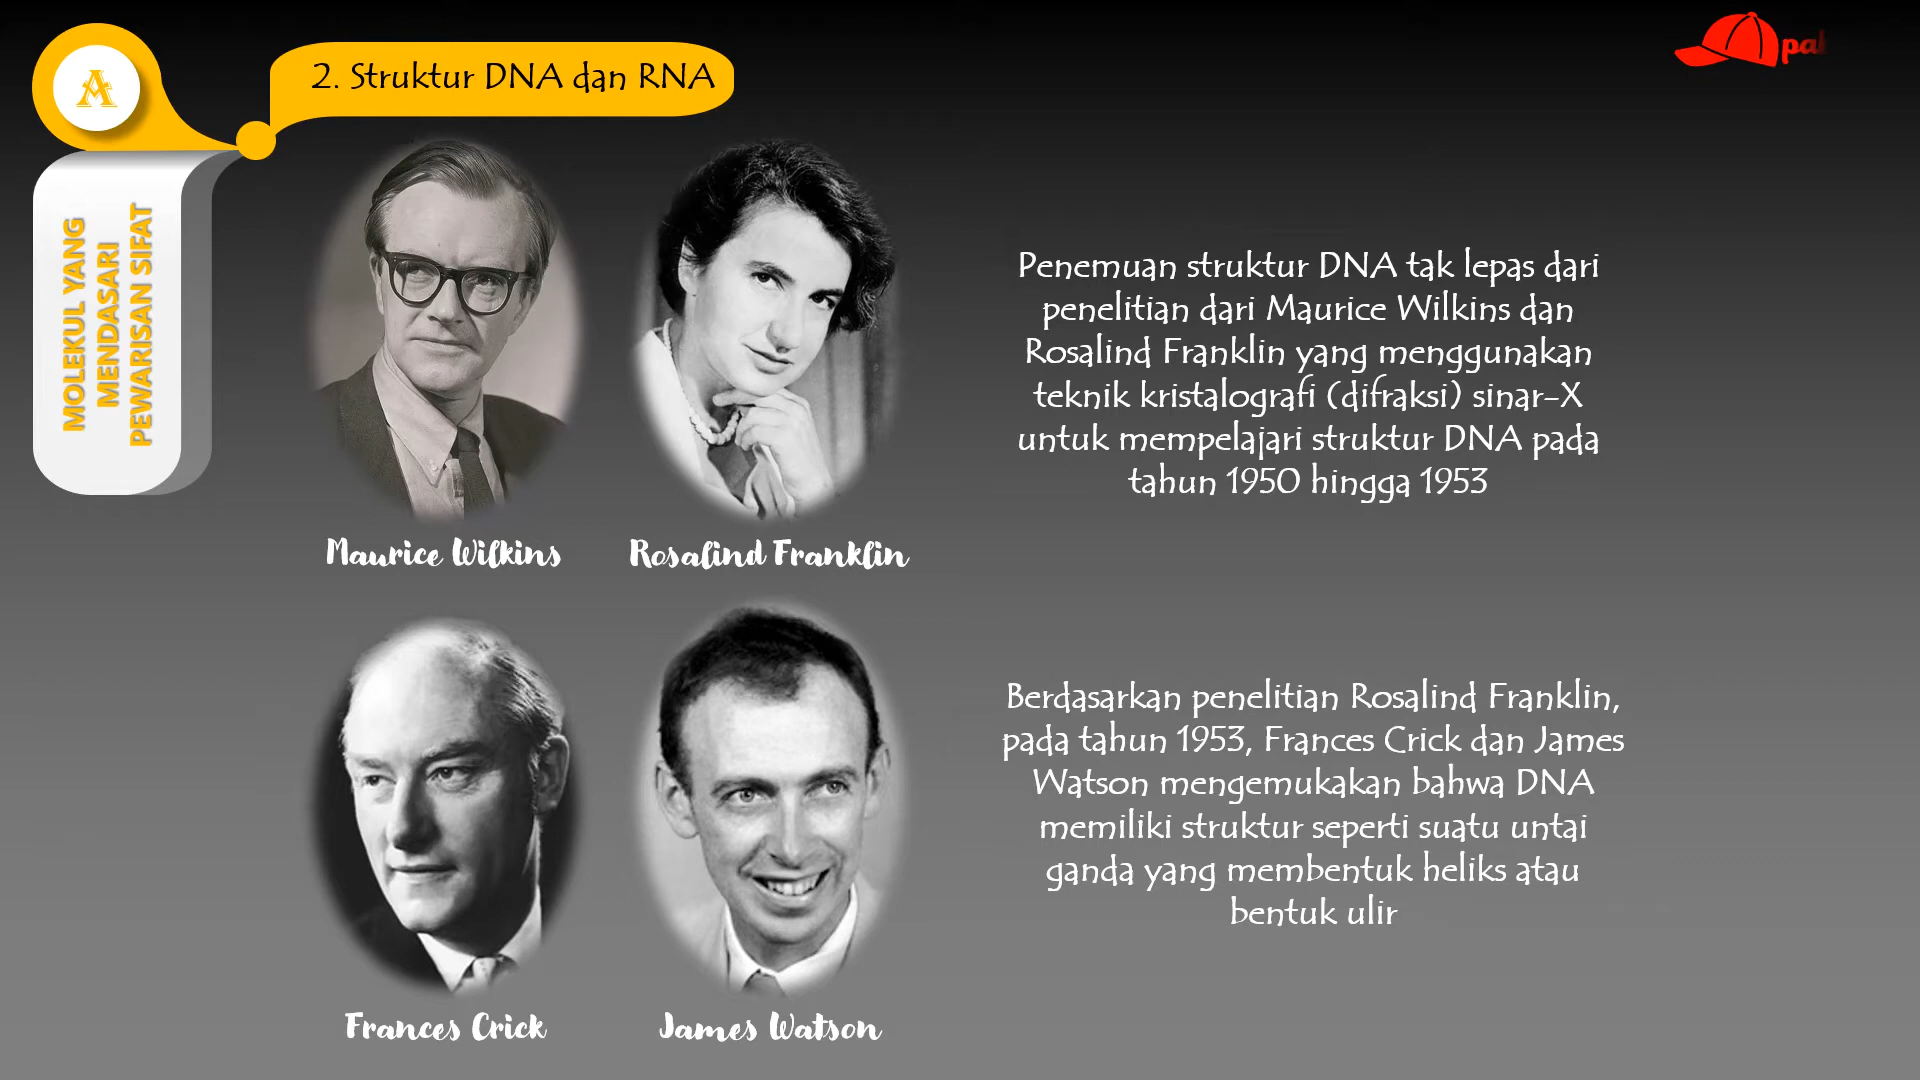 A
2. Struktur DNA dan RNA
MOLEKUL YANG
MENDASARI
PEWARISAN SIFAT
Maurice Wilkins
Rosalind Franklin
Penemuan struktur DNA tak lepas dari
penelitian dari Maurice Wilkins dan
Rosalind Franklin yang menggunakan
teknik kristalografi (difraksi) sinar-X
untuk mempelajari struktur DNA pada
tahun 1950 hingga 1953
Frances Crick
James Watson
Berdasarkan penelitian Rosalind Franklin,
pada tahun 1953, Frances Crick dan James
Watson mengemukakan bahwa DNA
memiliki struktur seperti suatu untai
ganda yang membentuk heliks atau
bentuk ulir